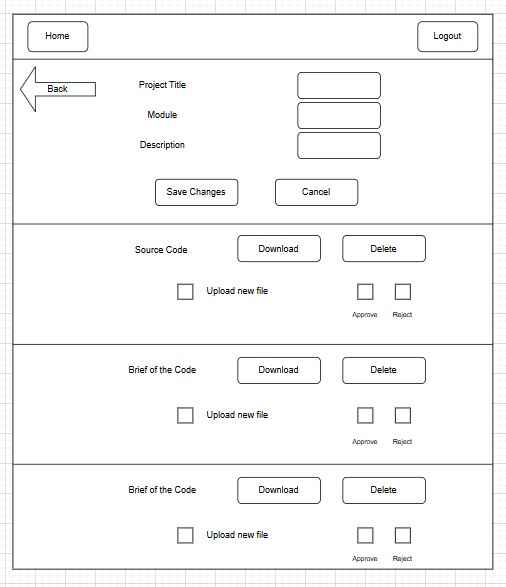 Home
Logout
Back
Project Title
Module
Description
Save Changes
Cancel
Source Code
Download
Delete
Upload new file
Approve
Reject
Brief of the Code
Download
Delete
Upload new file
Approve
Reject
Brief of the Code
Download
Delete
Upload new file
Approve
Reject